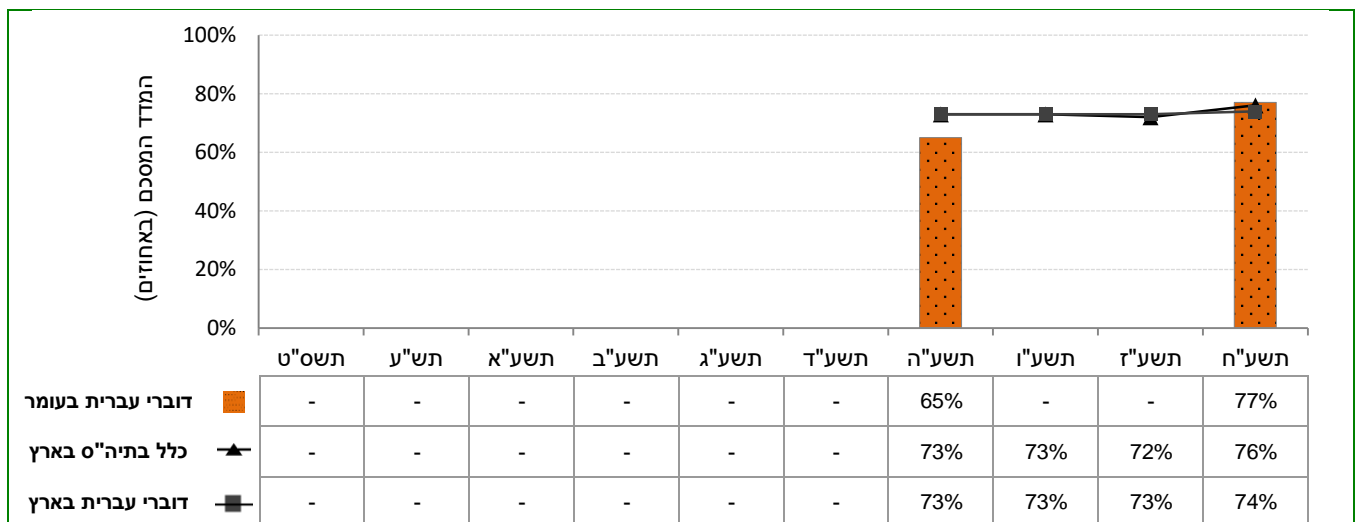 המדד המסכם (באחוזים)
100%
80%
60%
40%
20%
0%
תשס"ט תש"ע תשע"א תשע"ב תשע"ג תשע"ד תשע"ה תשע"ו תשע"ז תשע"ח
דוברי עברית בעומר - - - - - - 65% - - 77%
כלל בתיה"ס בארץ - - - - - - 73% 73% 72% 76%
דוברי עברית בארץ - - - - - - 73% 73% 73% 74%